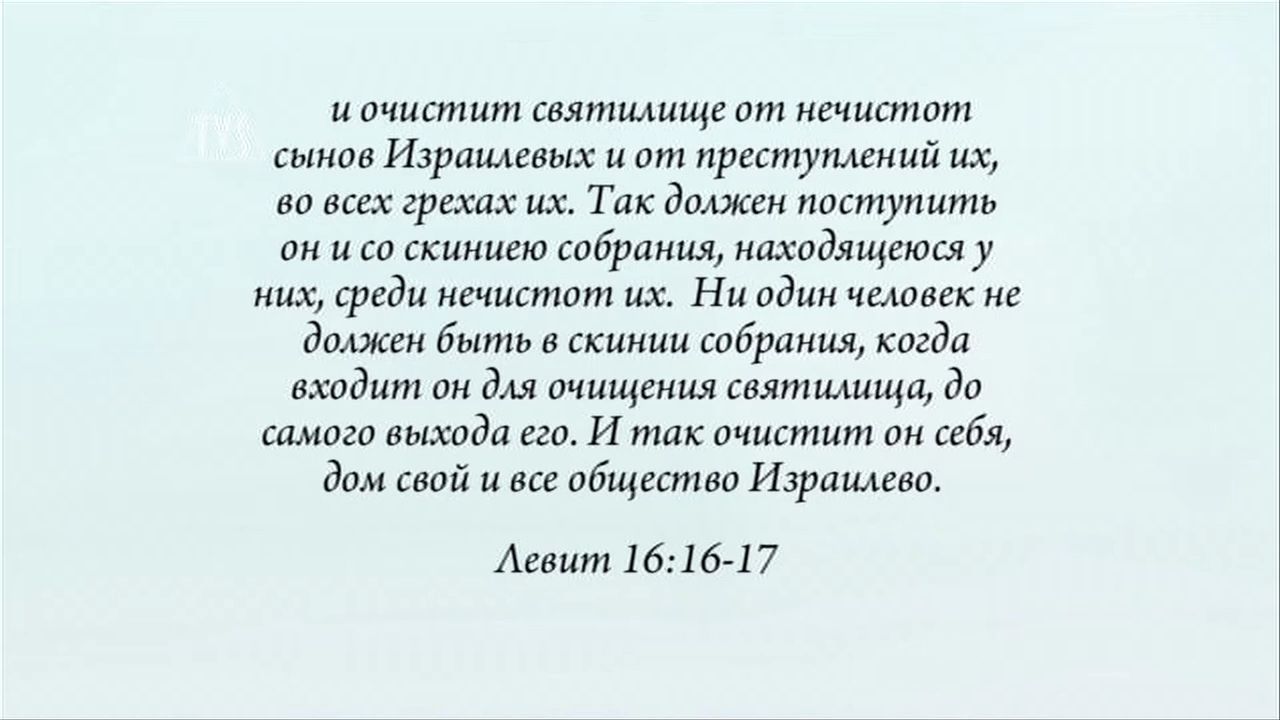 TVS
и очистит святилище от нечистот
сынов Израилевых и от преступлений их,
во всех грехах их. Так должен поступить
он и со скиниею собрания, находящеюся у
них, среди нечистот их. Ни один человек не
должен быть в скинии собрания, когда
входит он для очищения святилища, до
самого выхода его. И так очистит он себя,
дом свой и все общество Израилево.
Левит 16:16-17